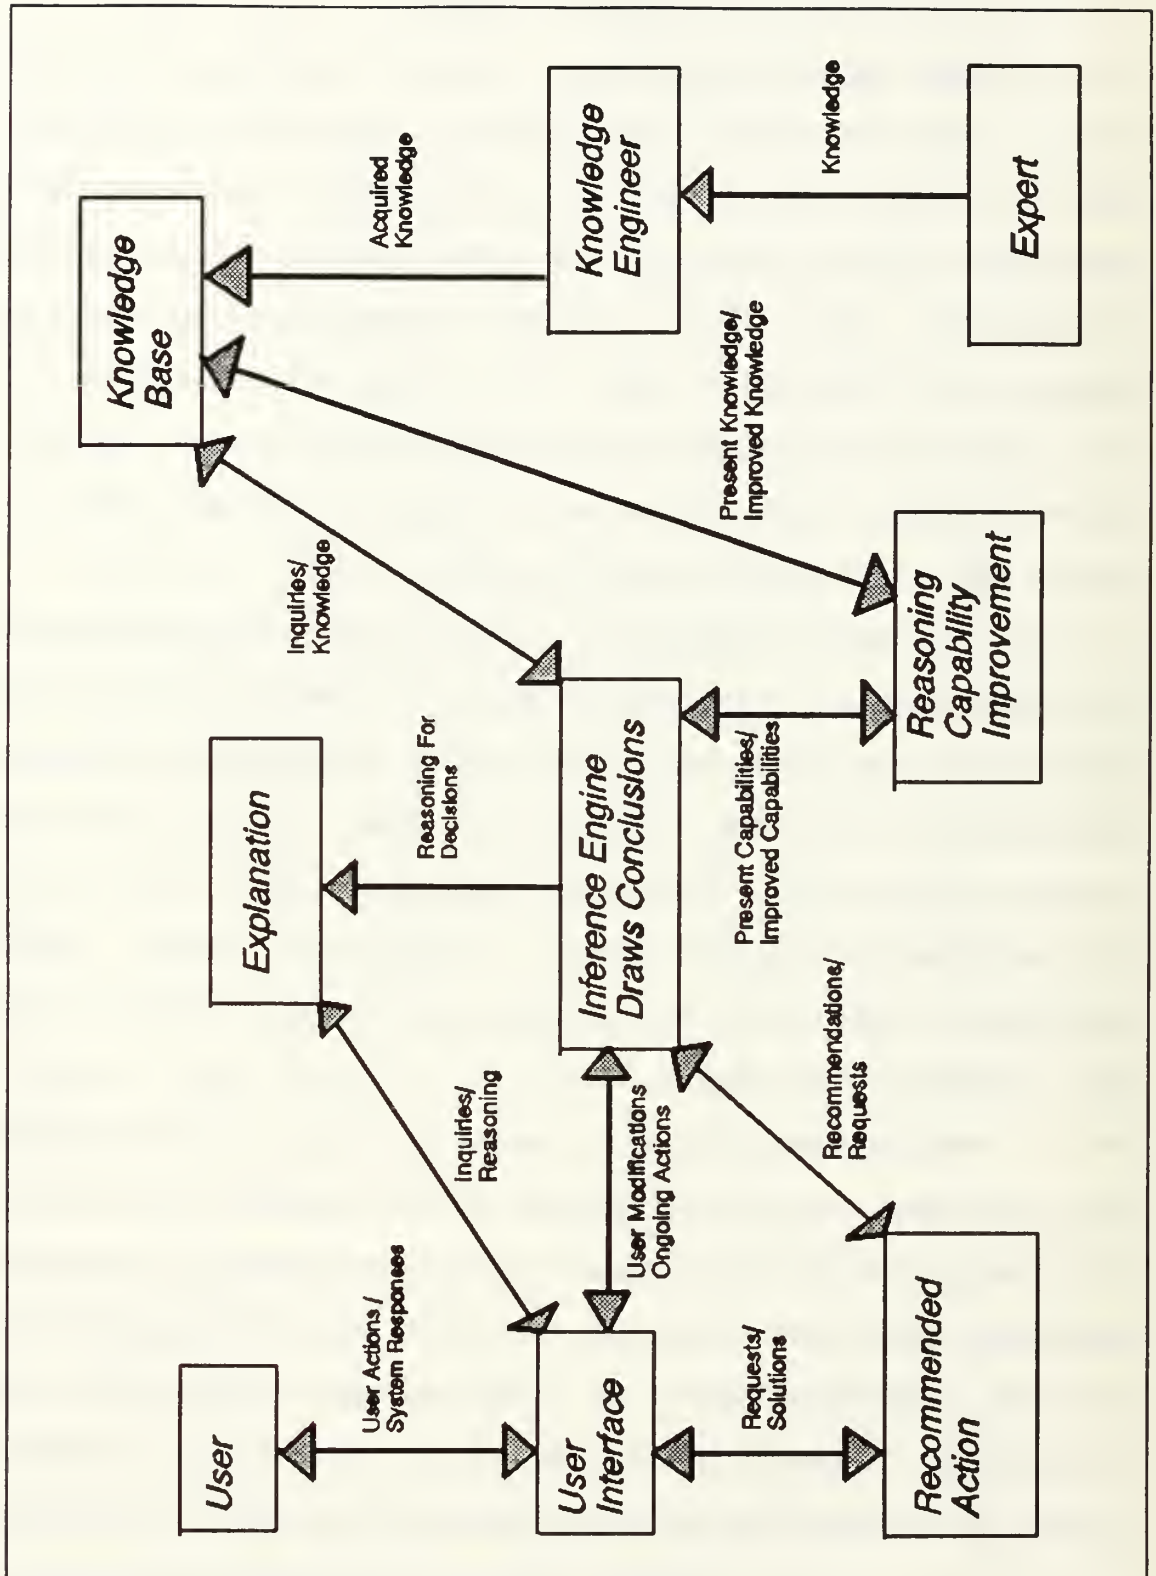 User
User Actions /
System Responses
User
Interface
Requests/
Solutions
Recommended
Action
Inquiries/
Reasoning
User Modifications
Ongoing Actions
Recommendations/
Requests
Explanation
Reasoning For
Decisions
Inference Engine
Draws Conclusions
Present Capabilities/
Improved Capabilities
Reasoning
Capability
Improvement
Inquiries/
Knowledge
Present Knowledge/
Improved Knowledge
Knowledge
Base
Acquired
Knowledge
Knowledge
Engineer
Knowledge
Expert